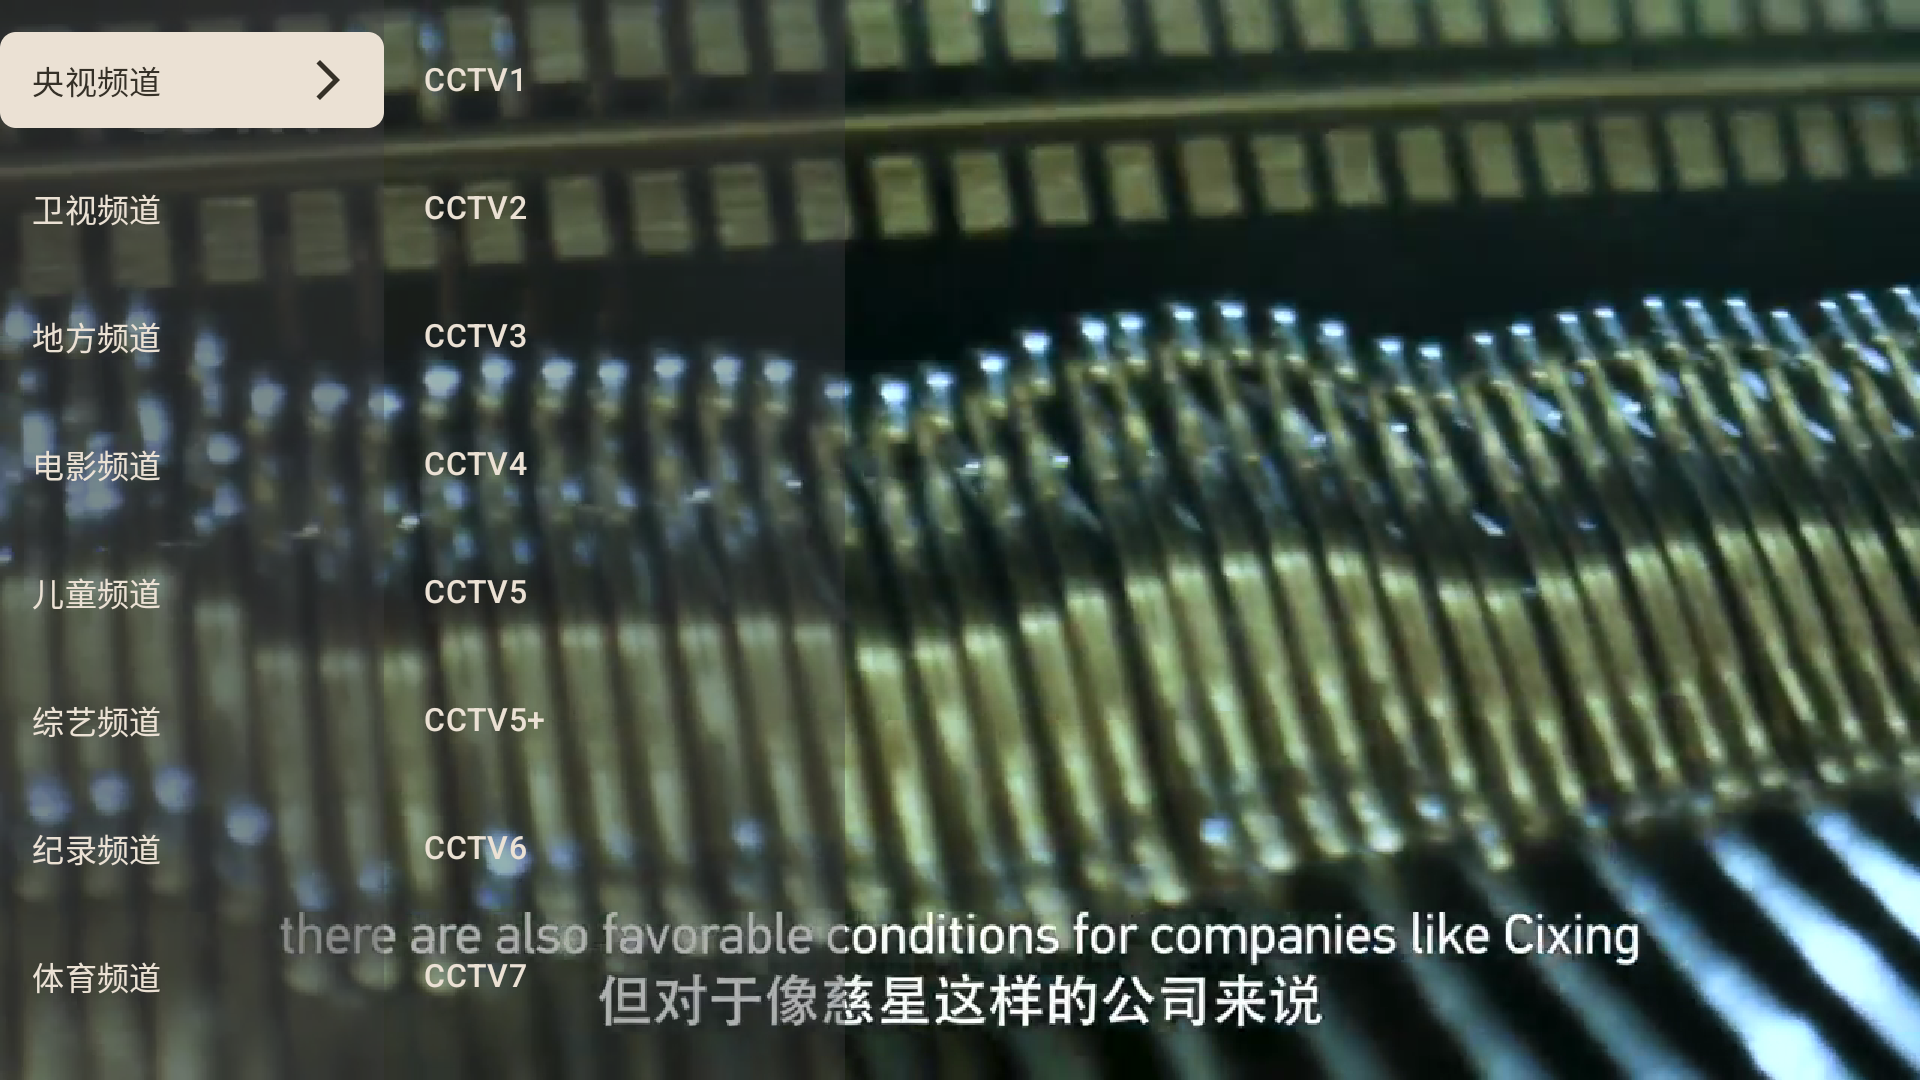 央视频道
卫视频道
地方频道
电影频道
儿童频道
综艺频道
纪录频道
体育频道
CCTV1
CCTV2
CCTV3
CCTV4
CCTV5
CCTV5+
CCTV6
CCTV7
there are also favorable conditions for companies like Cixing
但对于像慈星这样的公司来说